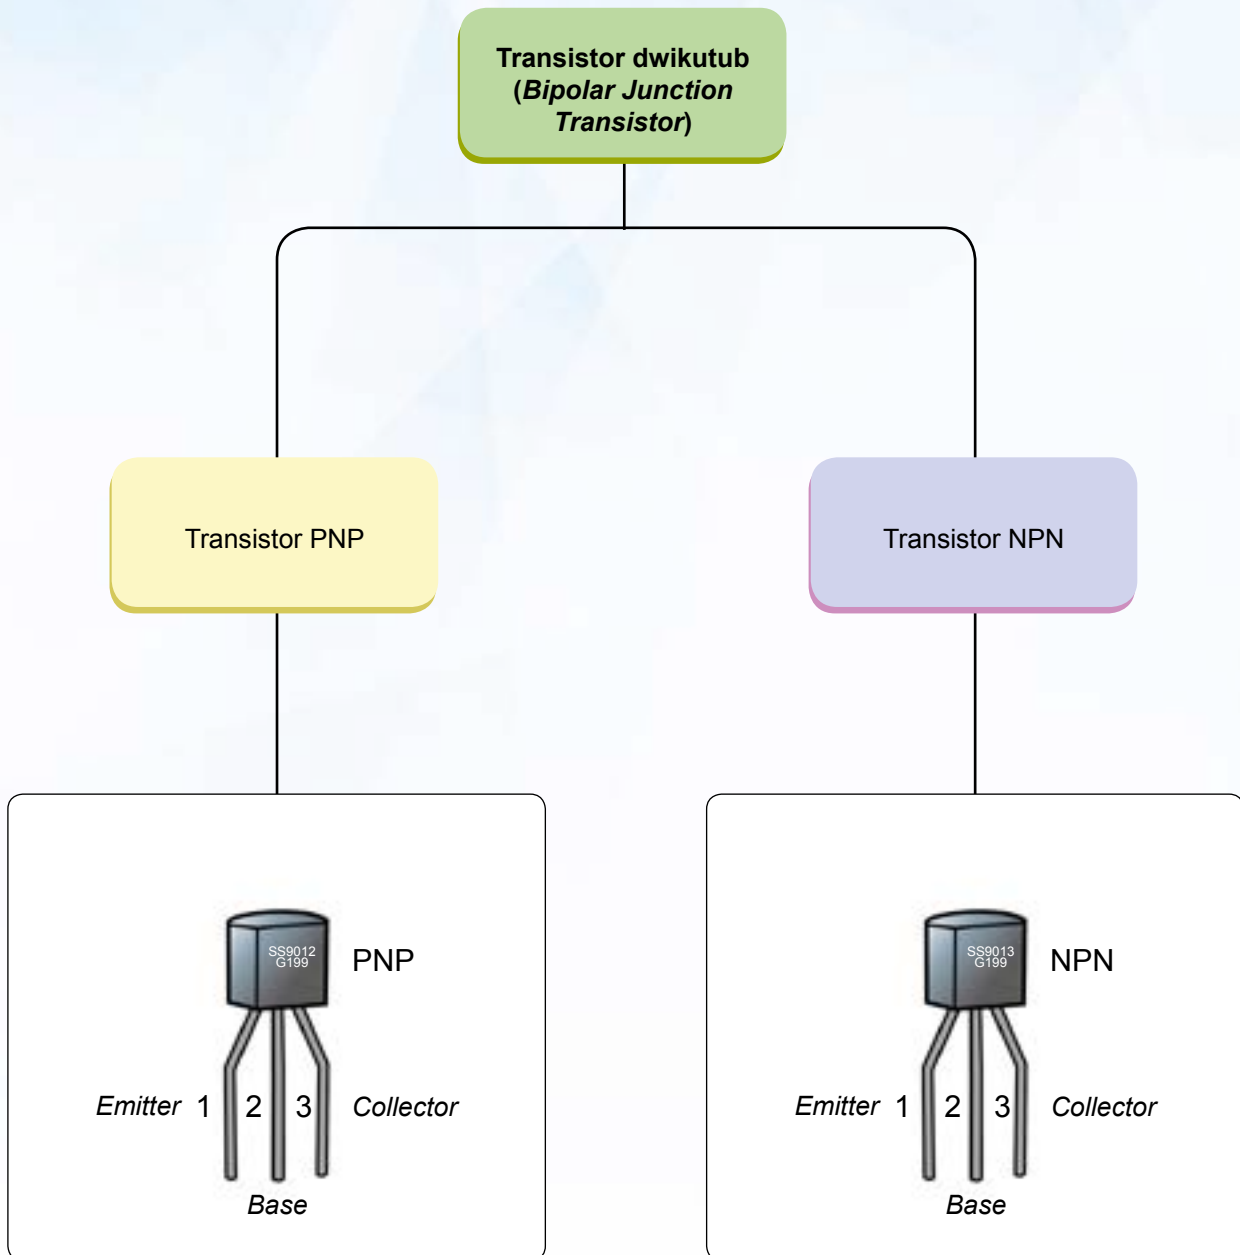 Transistor dwikutub
(Bipolar Junction
Transistor)
Transistor PNP
Transistor NPN
SS9012
G199
PNP
Emitter 1 2 3 Collector
Base
SS9013
G199
NPN
Emitter 1 2 3 Collector
Base